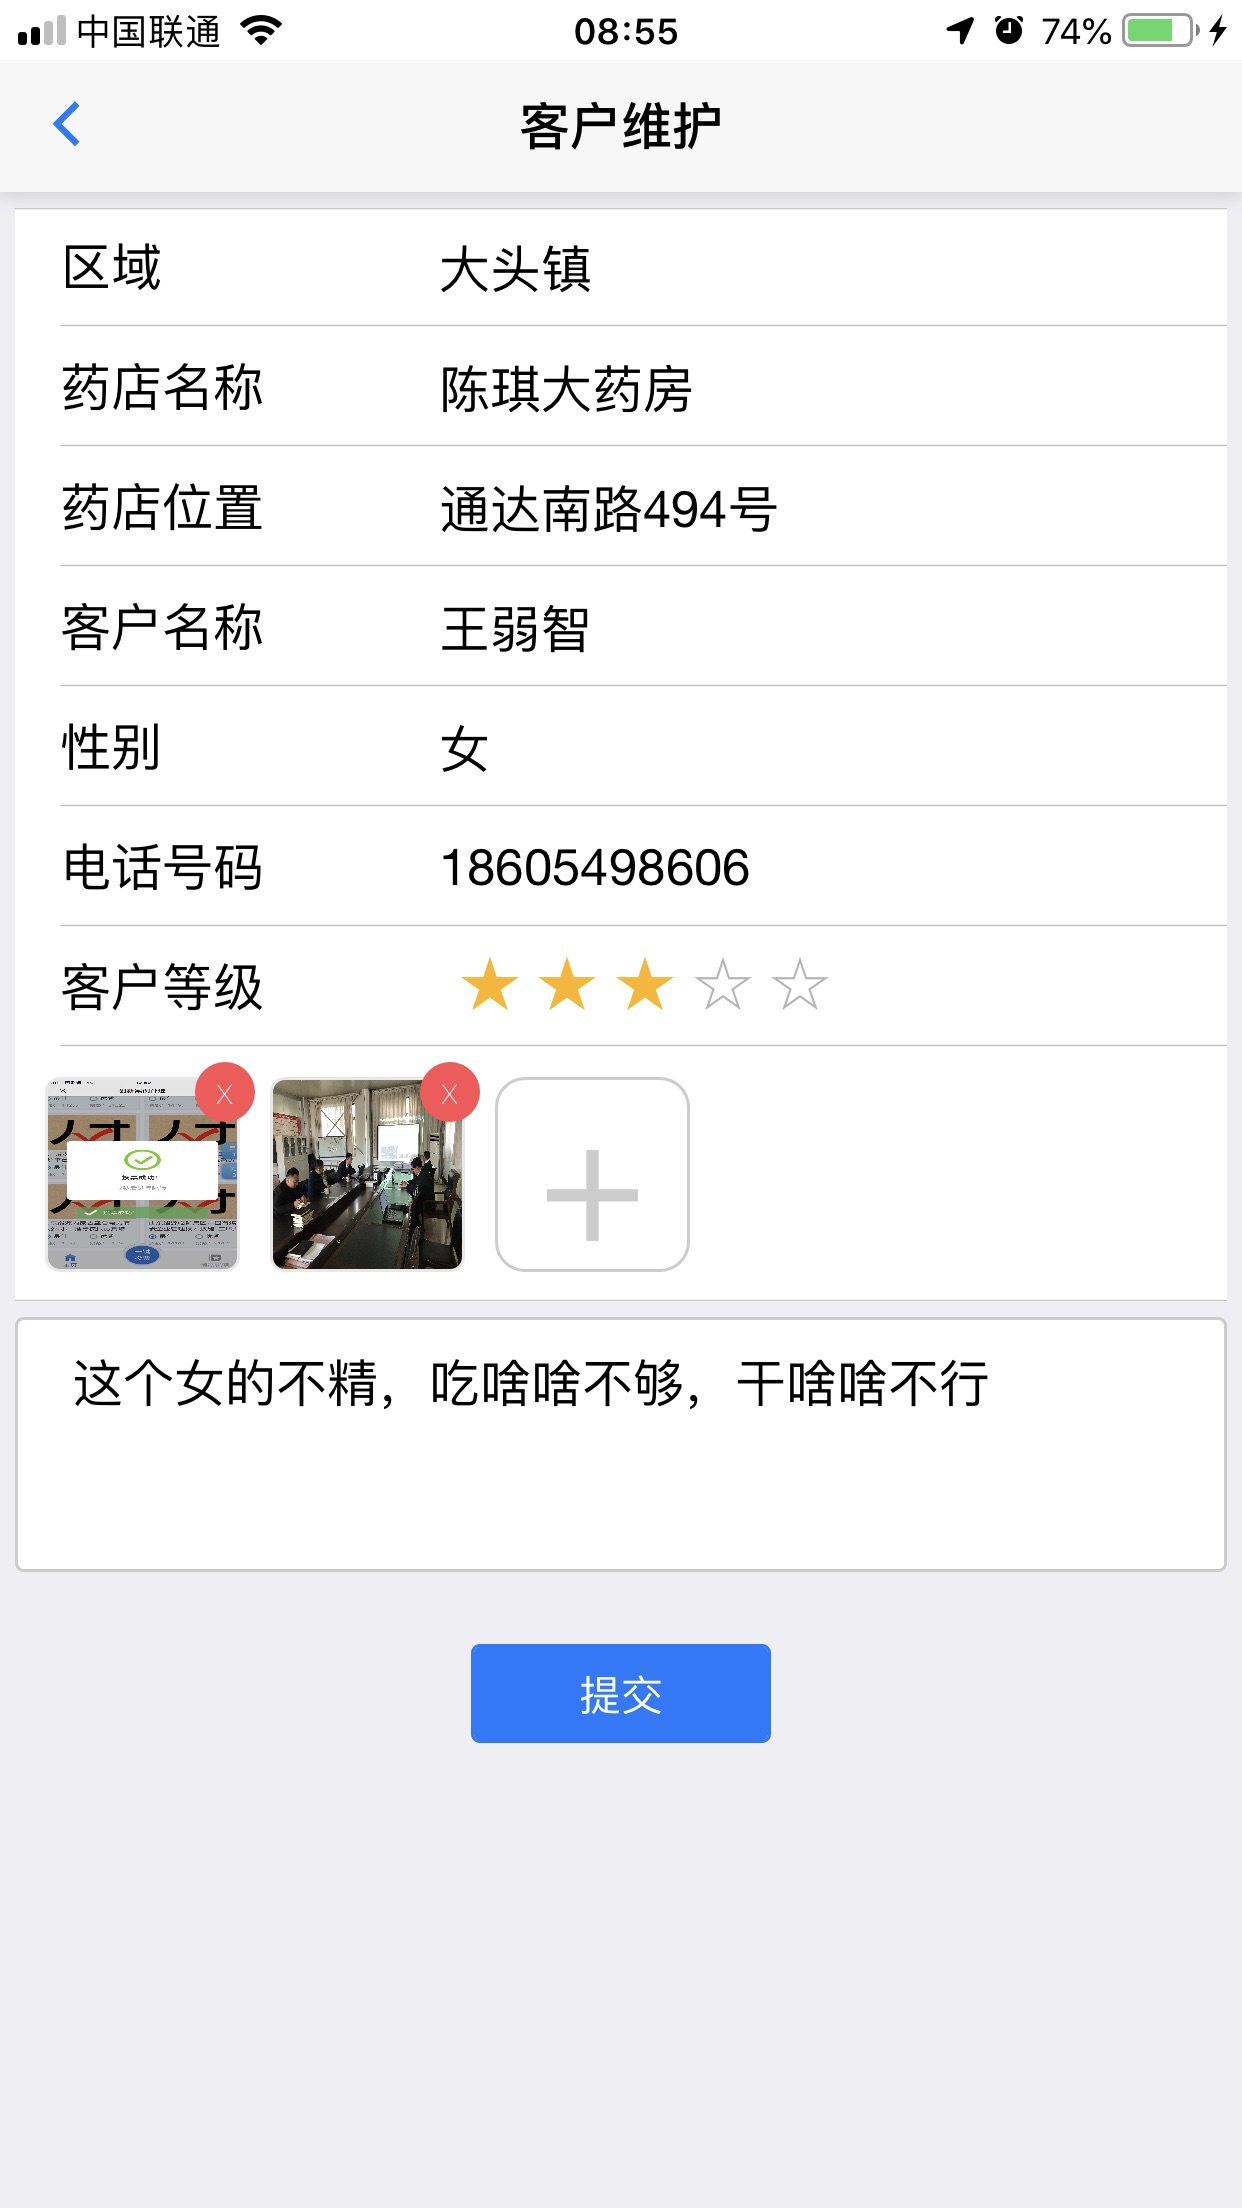 中国联通 08:55 74%
客户维护
区域 大头镇
药店名称 陈琪大药房
药店位置 通达南路494号
客户名称 王弱智
性别 女
电话号码 18605498606
客户等级
X X
这个女的不精，吃啥啥不够，干啥啥不行
提交